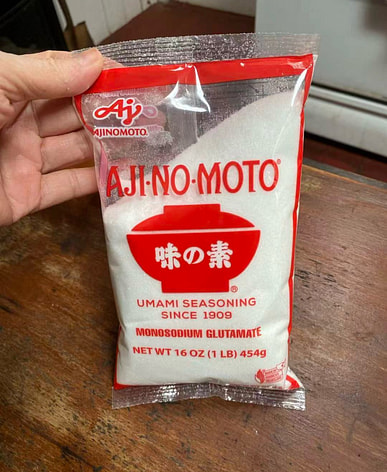 Aj
AJINOMOTO®
AJI-NO-MOTO®
味の素
®
UMAMI SEASONING
SINCE 1909
MONOSODIUM GLUTAMATE
NET WT 16 OZ (1 LB) 454g